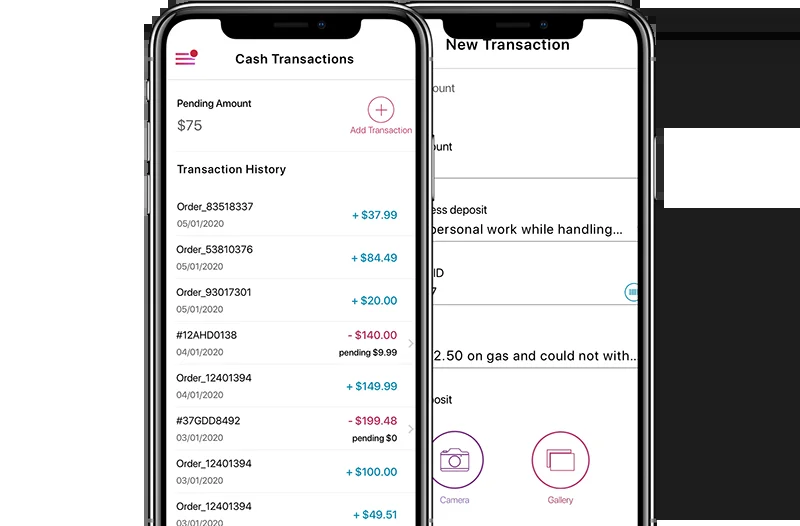 Cash Transactions
Pending Amount
$75
Add Transaction
Transaction History
Order_83518337
+ $37.99
05/01/2020
Order_53810376
+ $84.49
05/01/2020
Order_93017301
+ $20.00
05/01/2020
#12AHD0138
- $140.00
04/01/2020
pending $9.99
Order_12401394
+ $149.99
04/01/2020
#37GDD8492
- $199.48
03/01/2020
pending $0
Order_12401394
+ $100.00
03/01/2020
Order_12401394
+ $49.51
03/01/2020
New Transaction
ount
ount
ess deposit
personal work while handling...
ID
7
2.50 on gas and could not with...
osit
Camera
Gallery